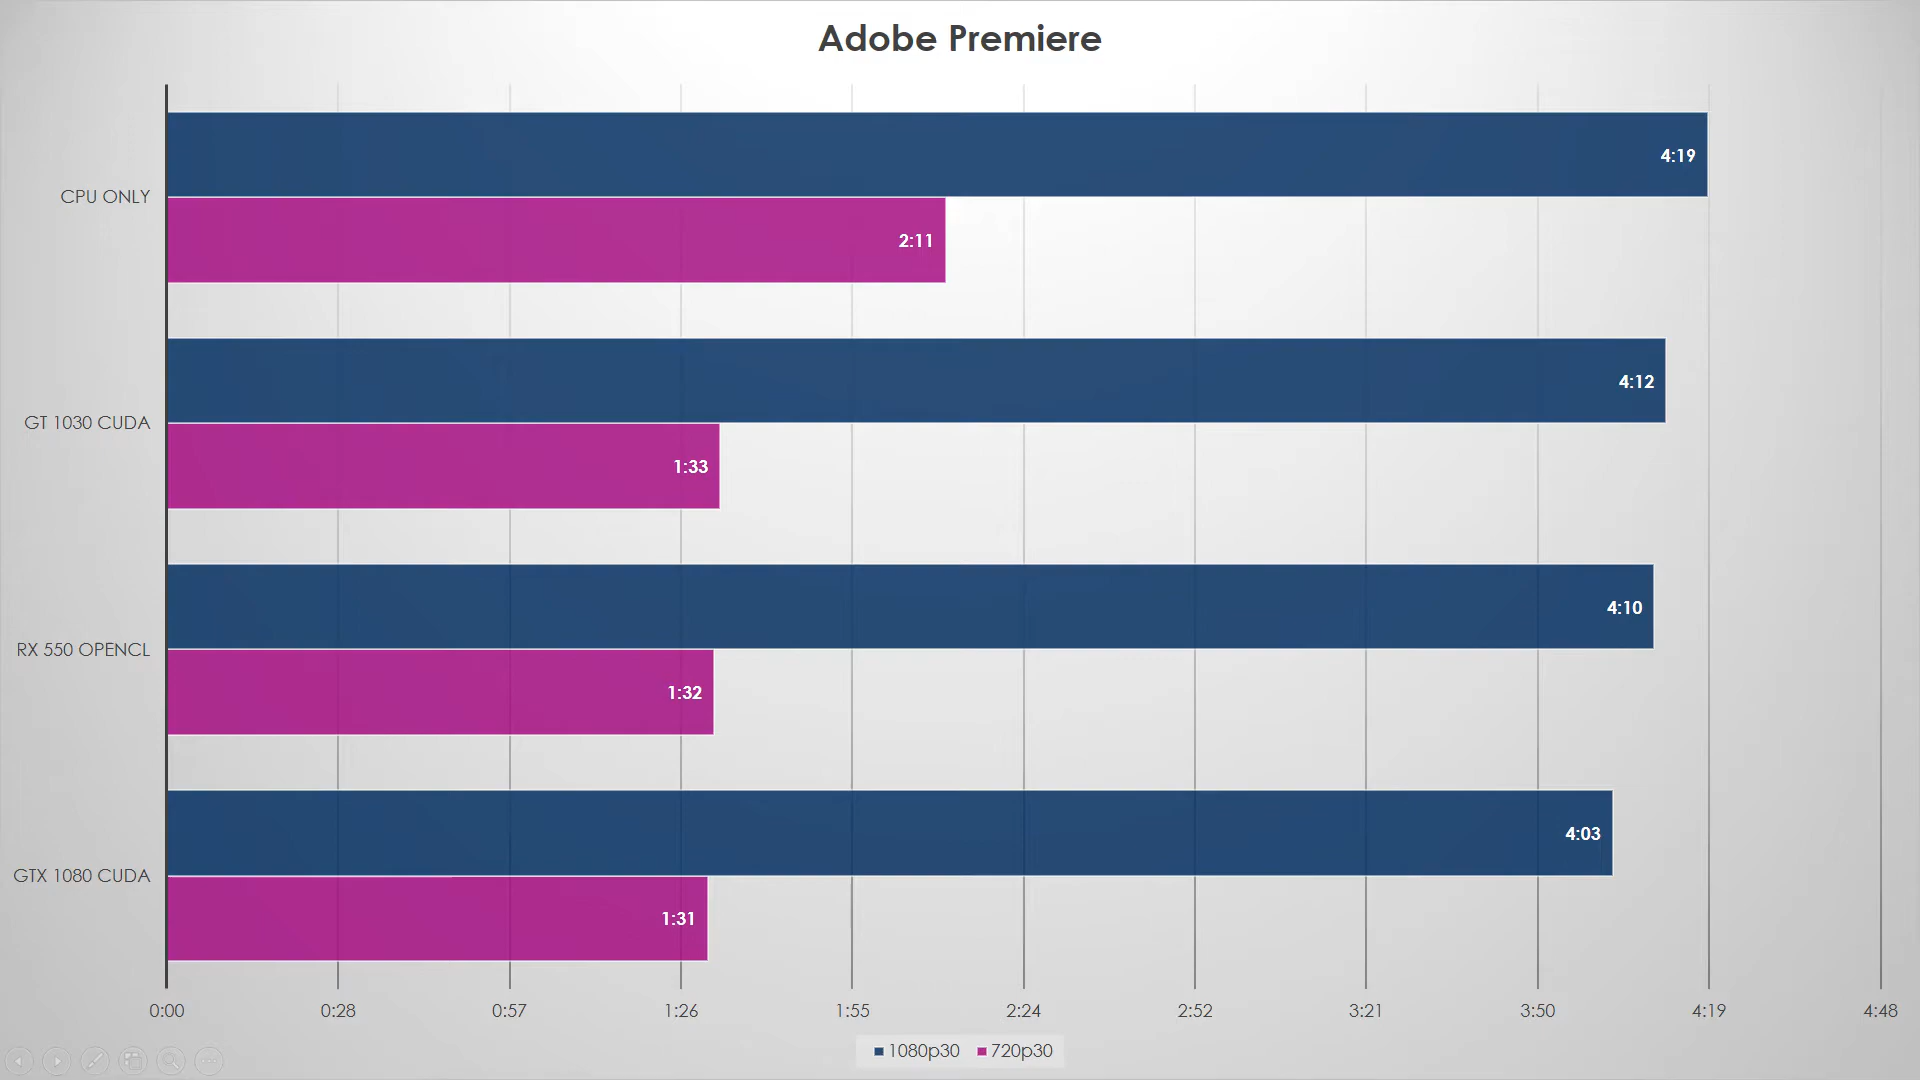 Adobe Premiere
CPU ONLY
4:19
2:11
GT 1030 CUDA
4:12
1:33
RX 550 OPENCL
4:10
1:32
GTX 1080 CUDA
4:03
1:31
0:00 0:28 0:57 1:26 1:55 2:24 2:52 3:21 3:50 4:19 4:48
1080p30 720p30